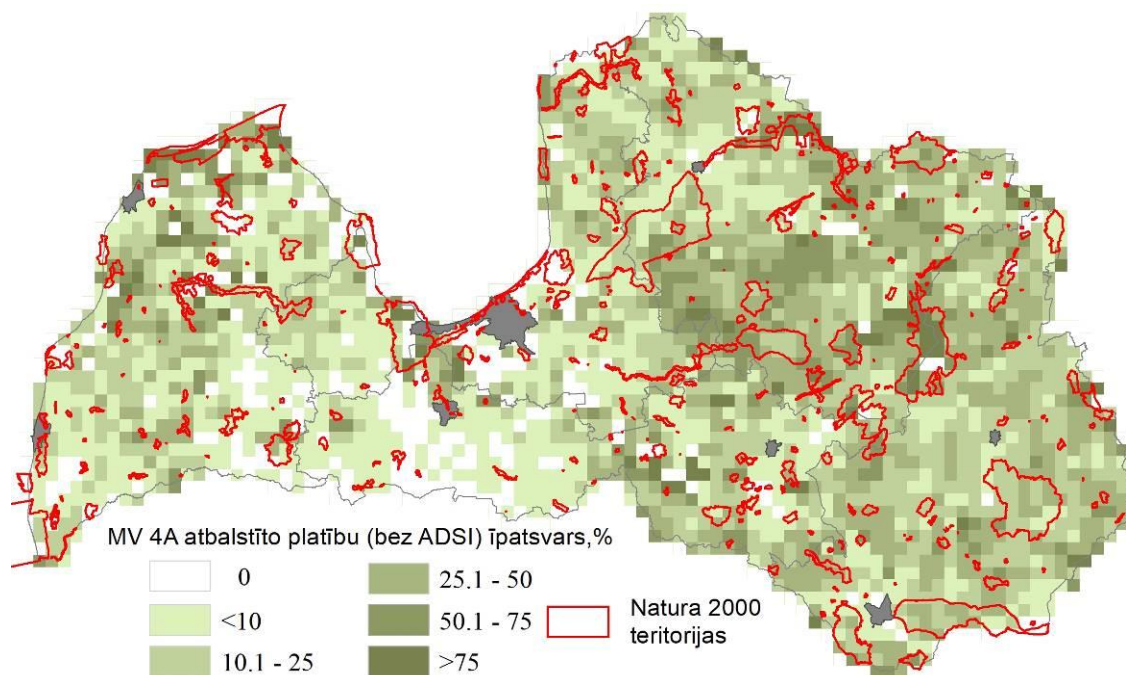 MV 4A atbalstīto platību (bez ADSI) īpatsvars,%
0
<10
10.1 - 25
25.1 - 50
50.1 - 75
>75
Natura 2000
teritorijas